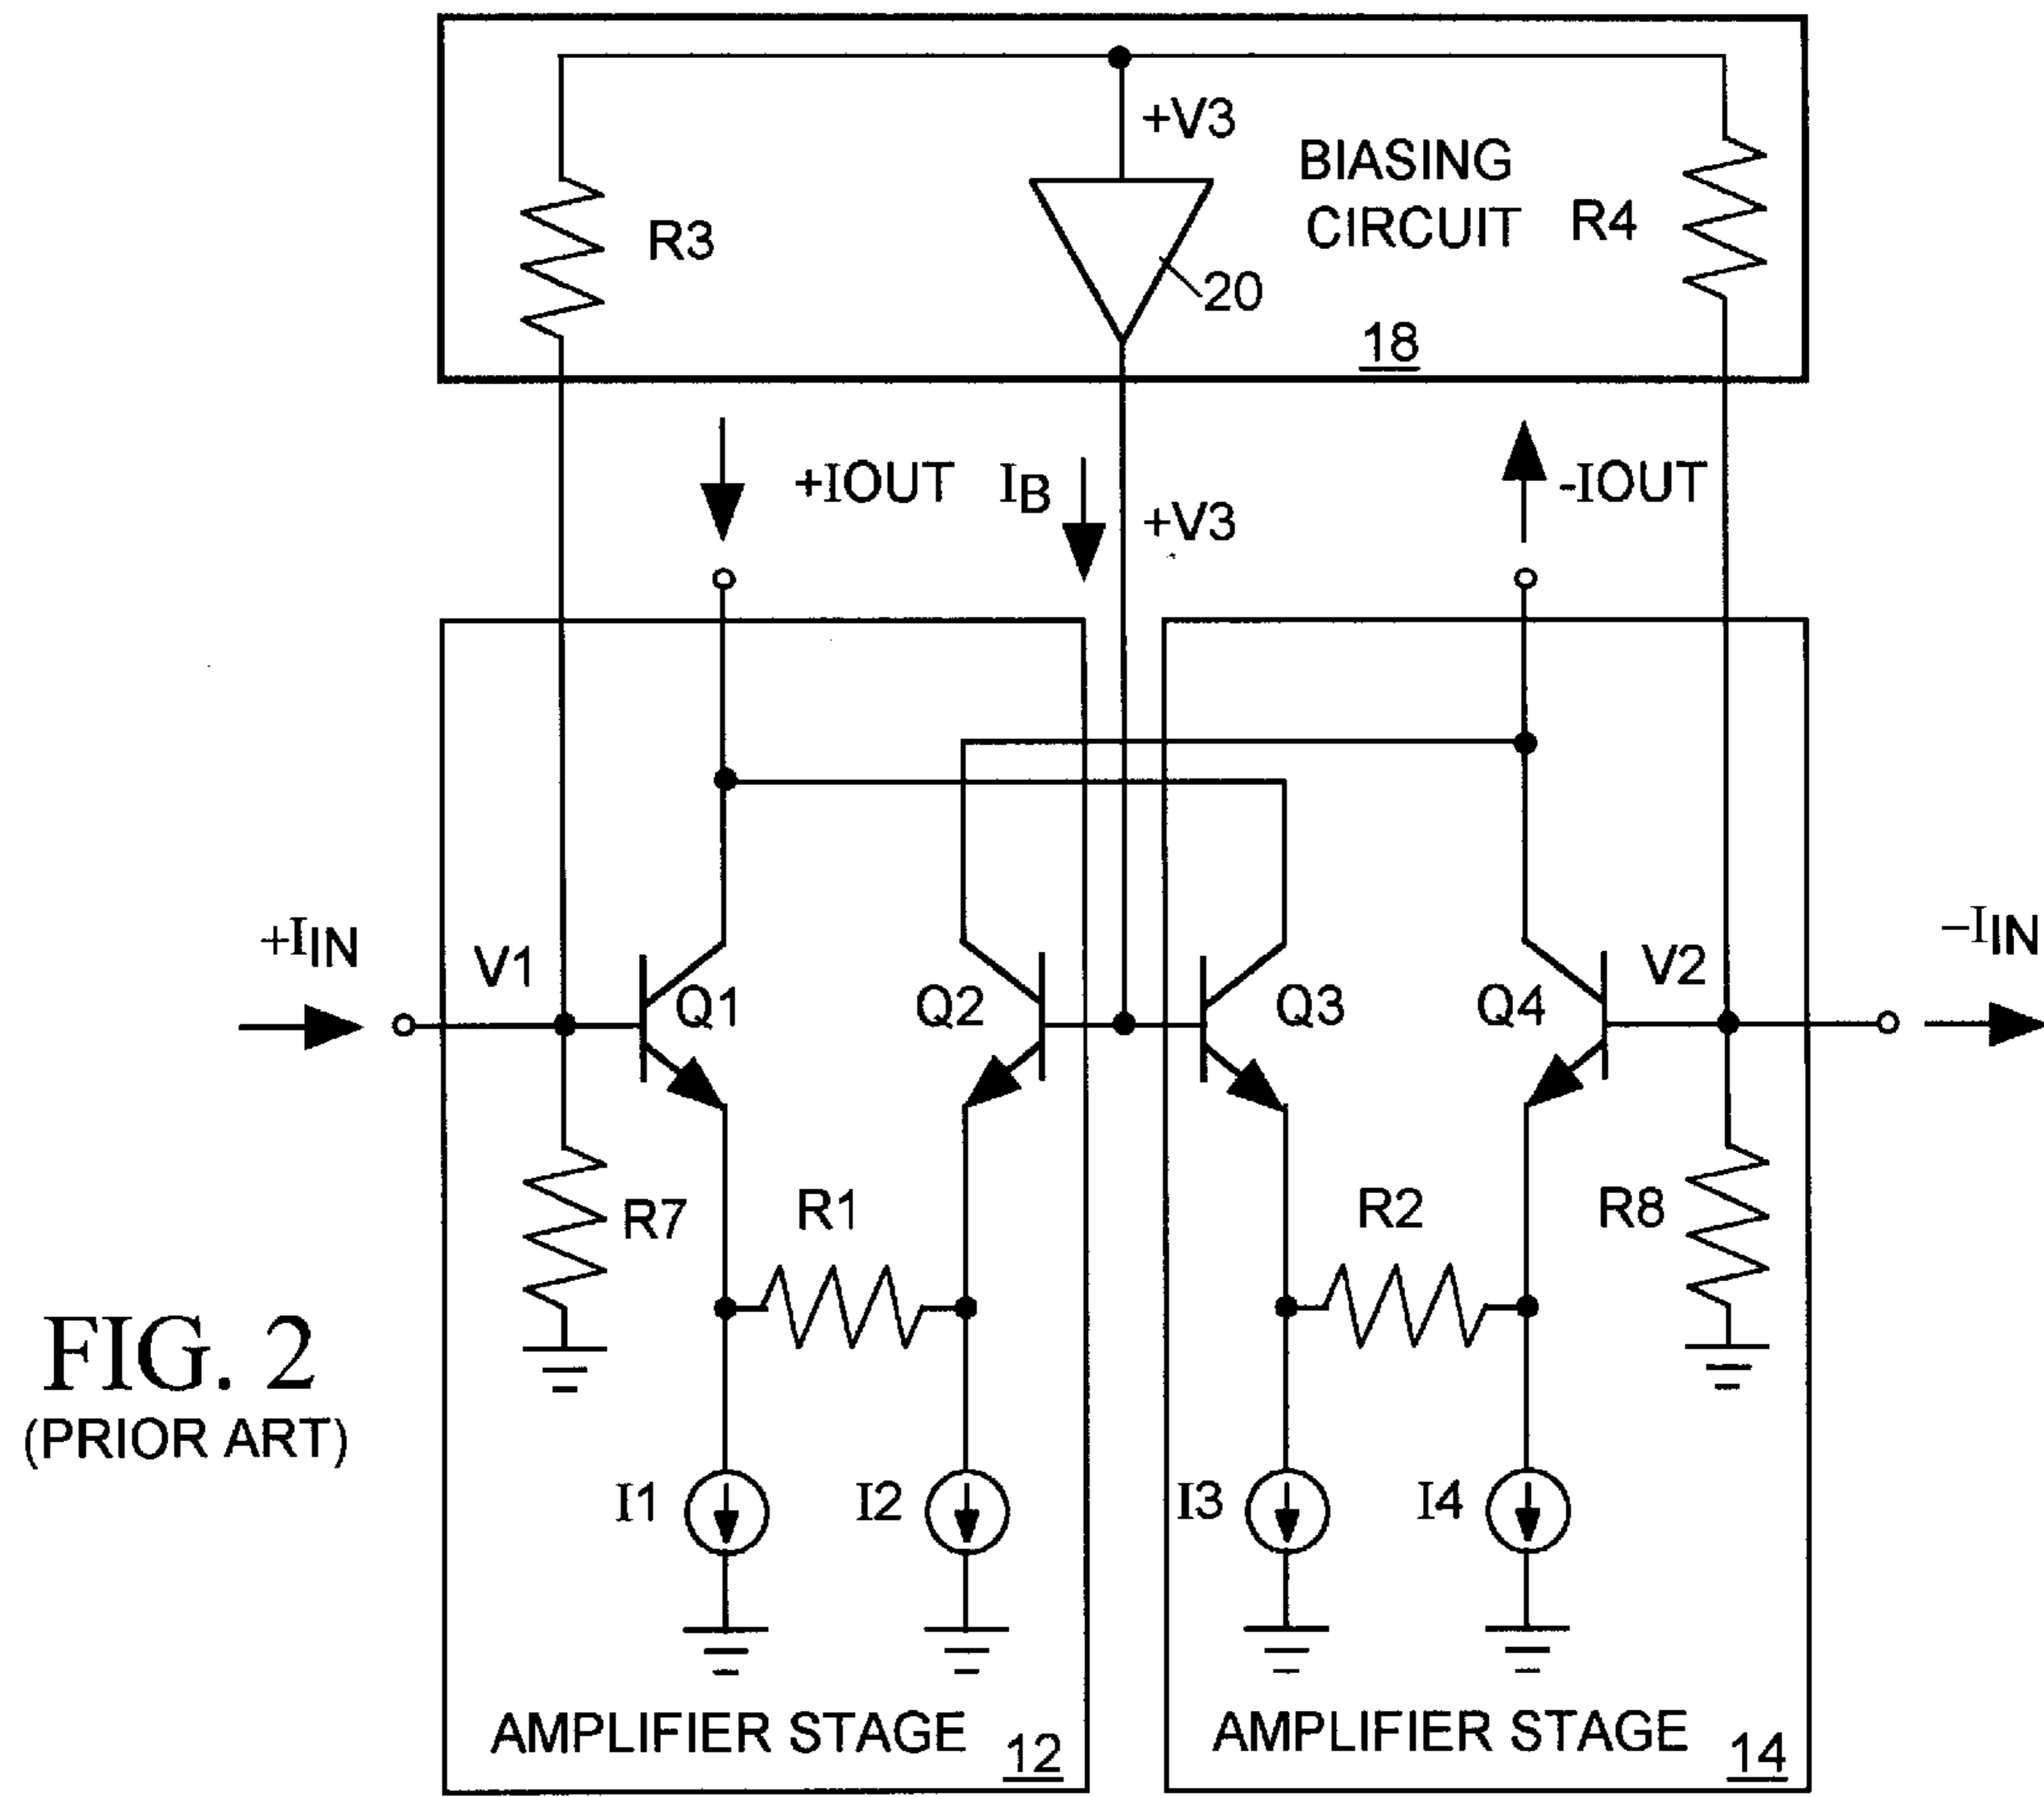 +V3
BIASING
CIRCUIT
R3
R4
20
18
+IOUT
IB
+V3
-IOUT
+IIN
V1
Q1
Q2
Q3
Q4
V2
–IIN
R7
R1
R2
R8
FIG. 2
(PRIOR ART)
I1
I2
I3
I4
AMPLIFIER STAGE 12
AMPLIFIER STAGE 14